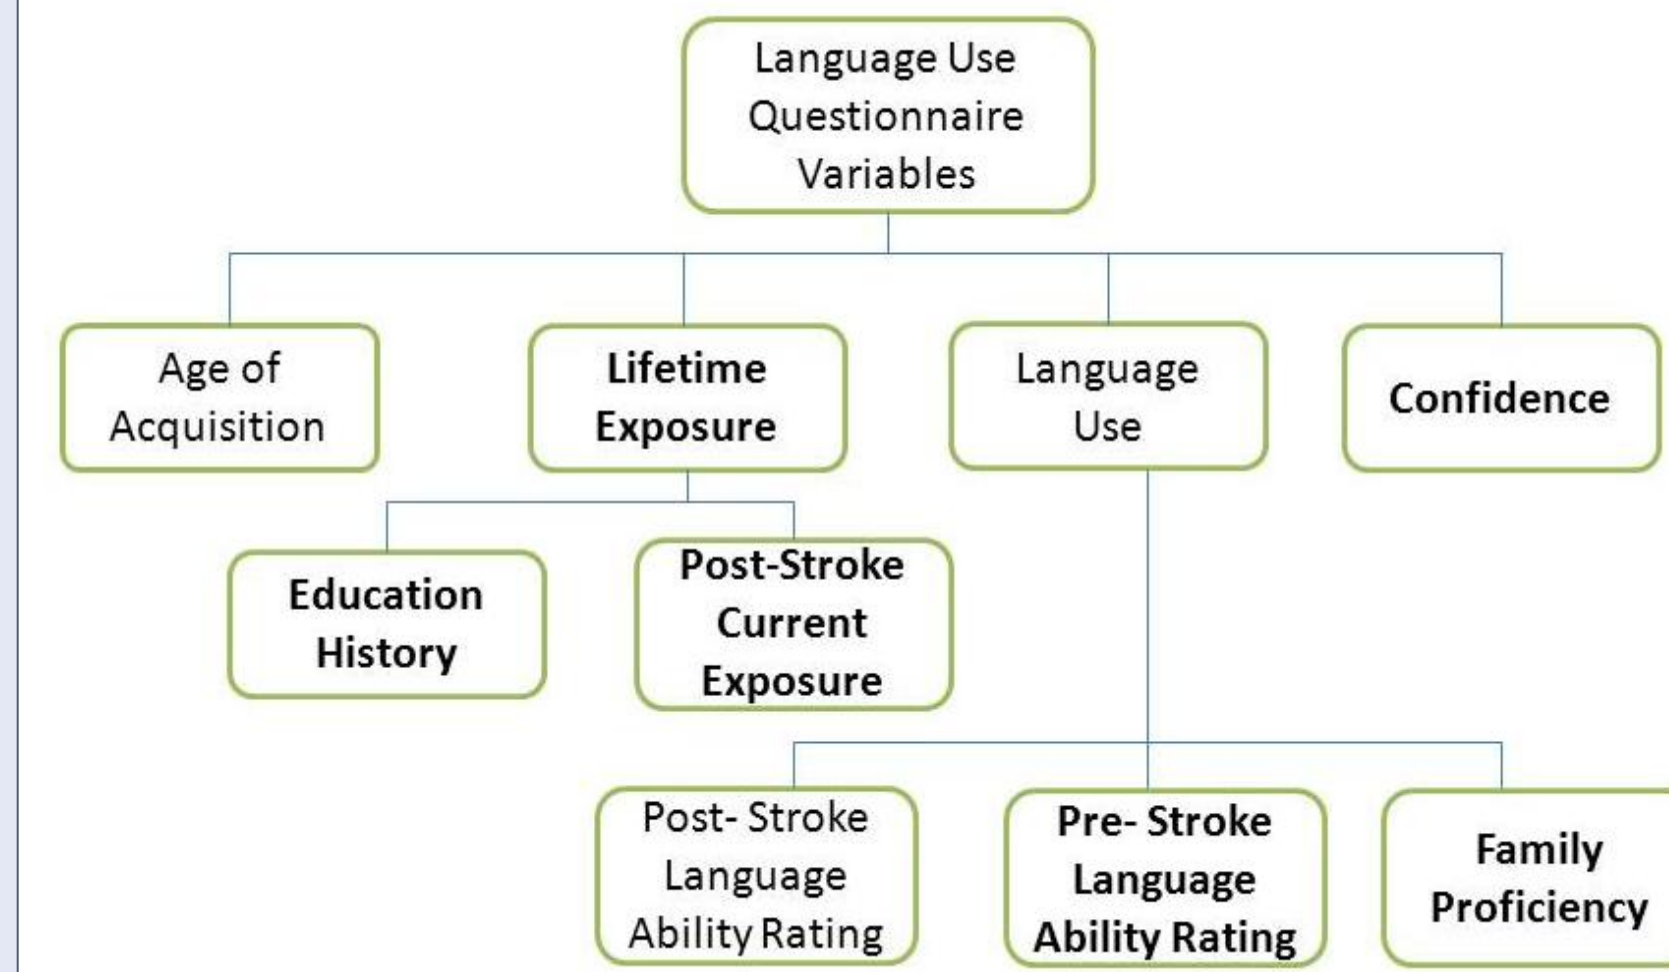 Language Use
Questionnaire
Variables
Age of
Acquisition
Lifetime
Exposure
Language
Use
Confidence
Education
History
Post-Stroke
Current
Exposure
Post- Stroke
Language
Ability Rating
Pre- Stroke
Language
Ability Rating
Family
Proficiency